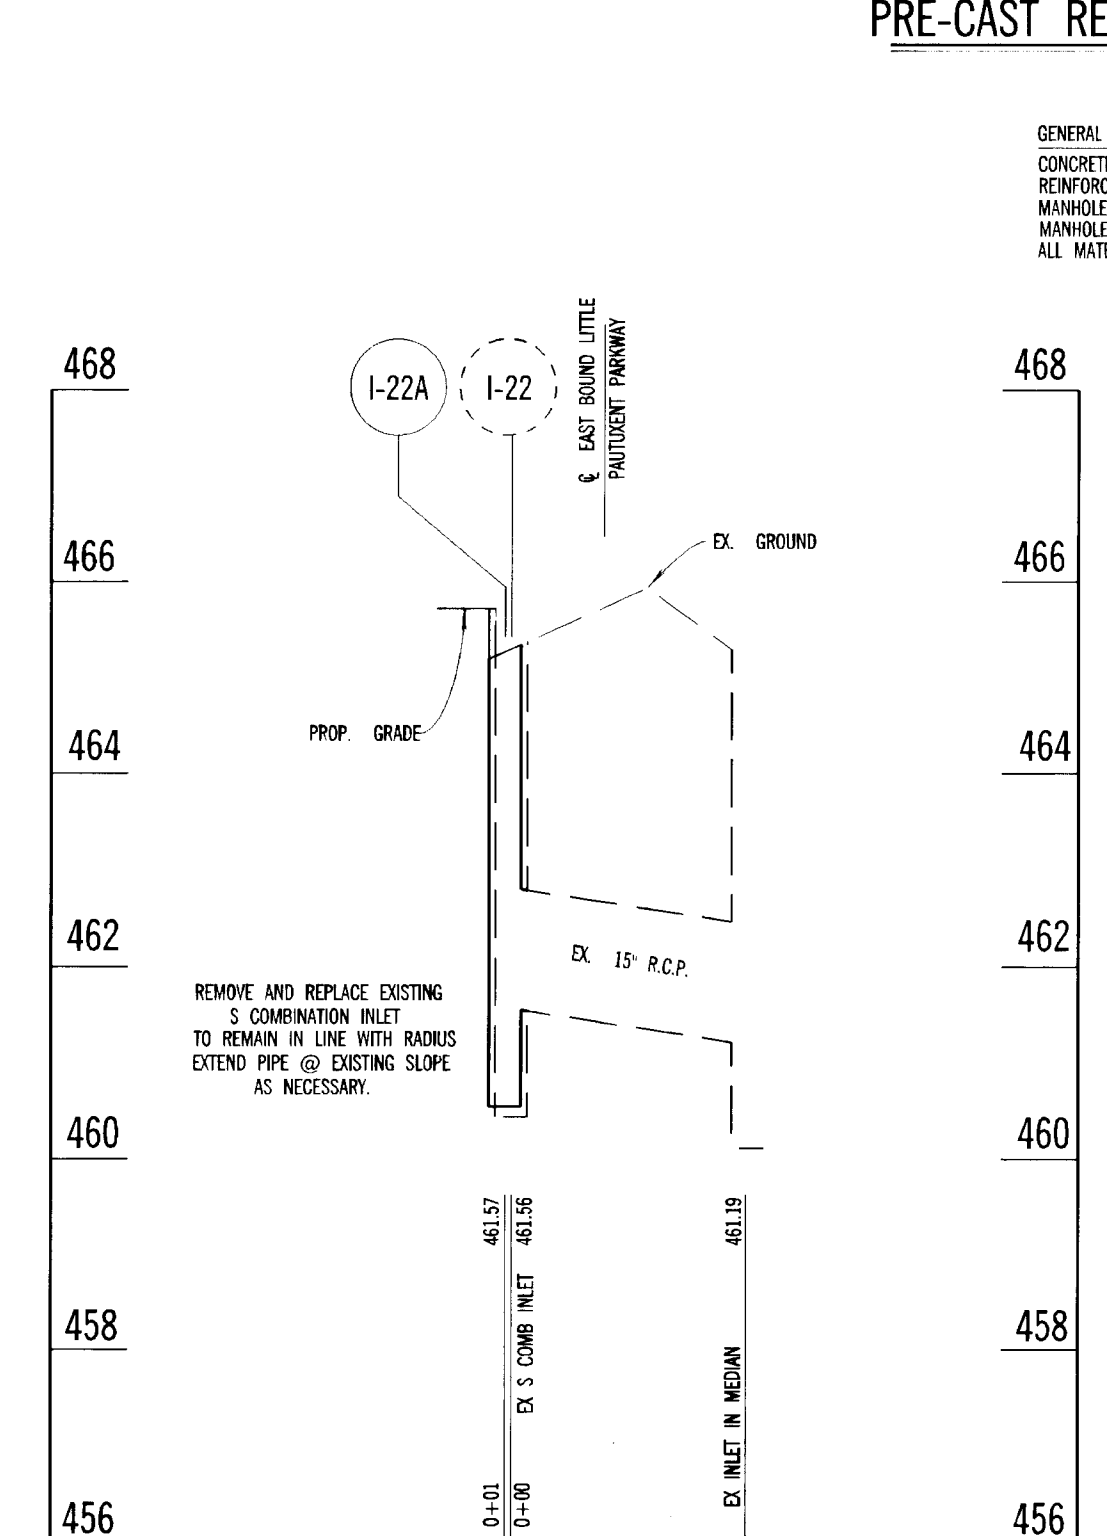 PRE-CAST RE
GENERAL
CONCRET
REINFORC
MANHOLE
MANHOLE
ALL MATE
468
I-22A
I-22
℄ EAST BOUND LITTLE
PAUTUXENT PARKWAY
468
466
EX. GROUND
466
PROP. GRADE
464
464
462
EX. 15" R.C.P.
462
REMOVE AND REPLACE EXISTING
S COMBINATION INLET
TO REMAIN IN LINE WITH RADIUS
EXTEND PIPE @ EXISTING SLOPE
AS NECESSARY.
460
460
461.57
461.56
461.19
458
EX S COMB INLET
EX INLET IN MEDIAN
458
0+01
0+00
456
456